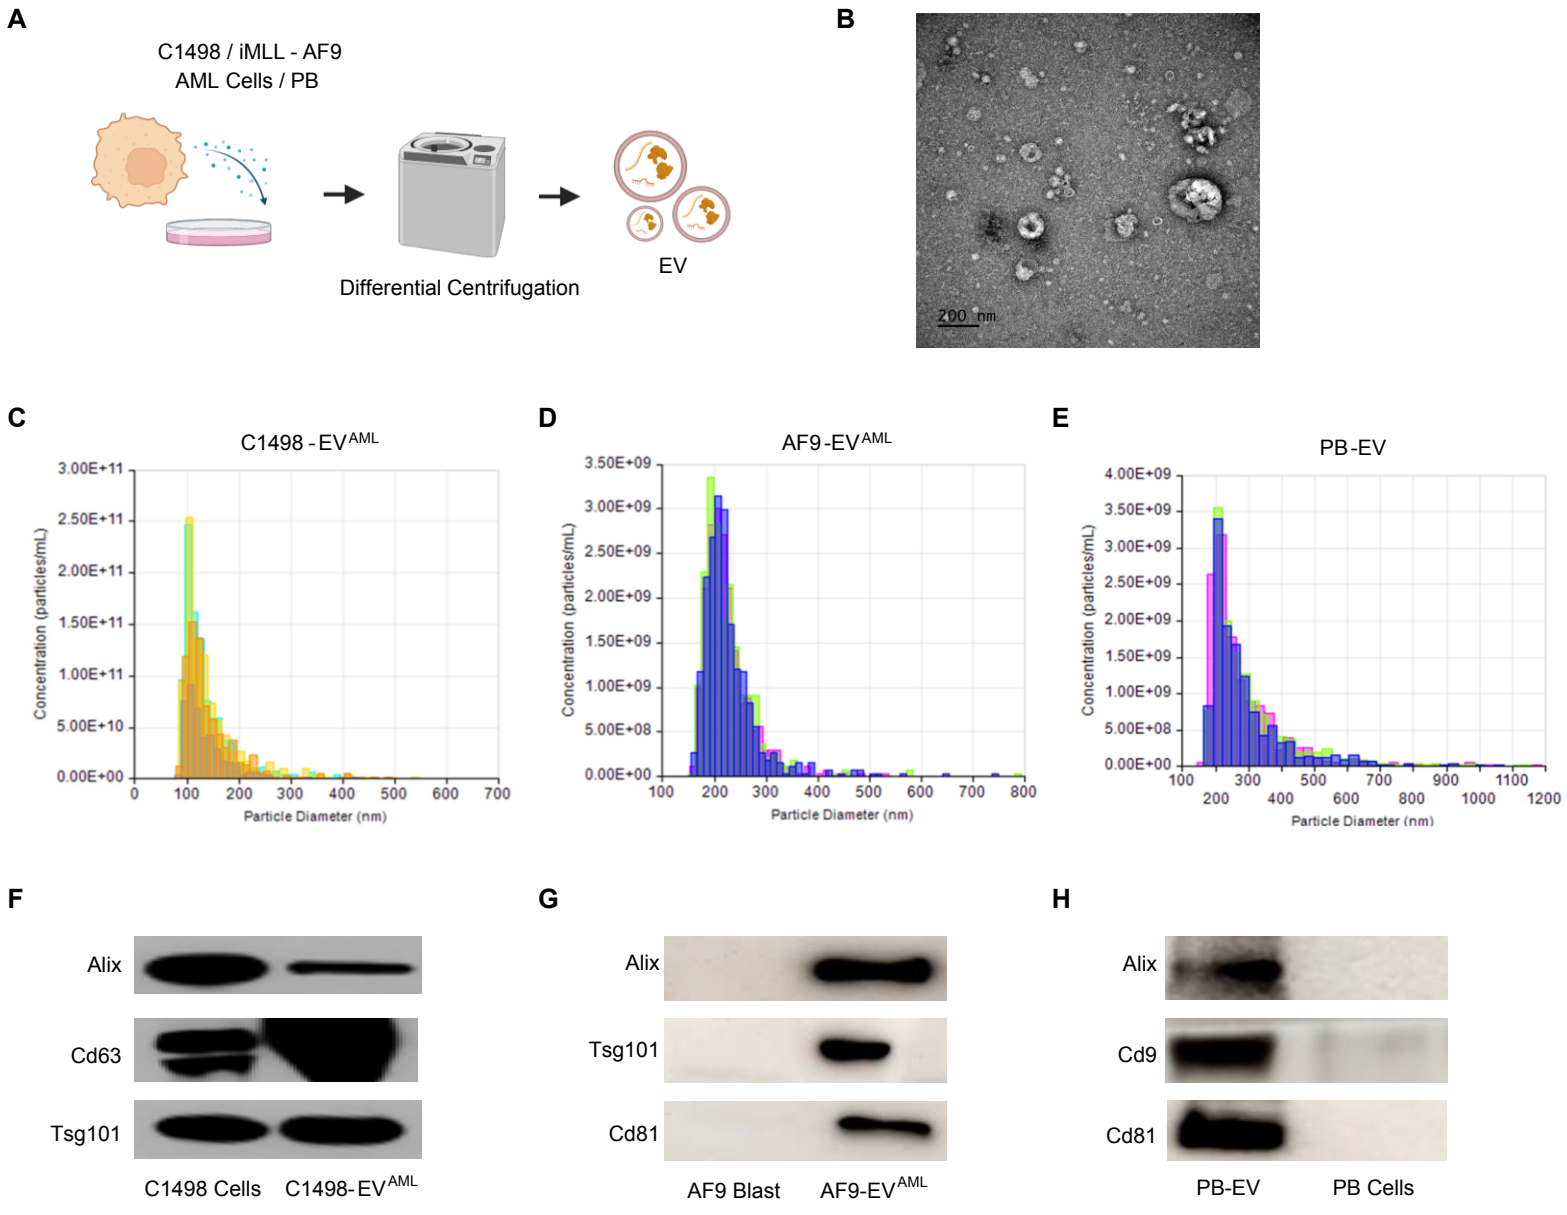 A
C1498 / iMLL - AF9
AML Cells / PB
Differential Centrifugation
EV
B
200 nm
C
C1498 - EV^AML
3.00E+11
2.50E+11
2.00E+11
1.50E+11
1.00E+11
5.00E+10
0.00E+00
0 100 200 300 400 500 600 700
Concentration (particles/mL)
Particle Diameter (nm)
D
AF9-EV^AML
3.50E+09
3.00E+09
2.50E+09
2.00E+09
1.50E+09
1.00E+09
5.00E+08
0.00E+00
100 200 300 400 500 600 700 800
Concentration (particles/mL)
Particle Diameter (nm)
E
PB-EV
4.00E+09
3.50E+09
3.00E+09
2.50E+09
2.00E+09
1.50E+09
1.00E+09
5.00E+08
0.00E+00
100 300 500 700 900 1100
200 400 600 800 1000 1200
Concentration (particles/mL)
Particle Diameter (nm)
F
Alix
Cd63
Tsg101
C1498 Cells C1498-EV^AML
G
Alix
Tsg101
Cd81
AF9 Blast AF9-EV^AML
H
Alix
Cd9
Cd81
PB-EV PB Cells